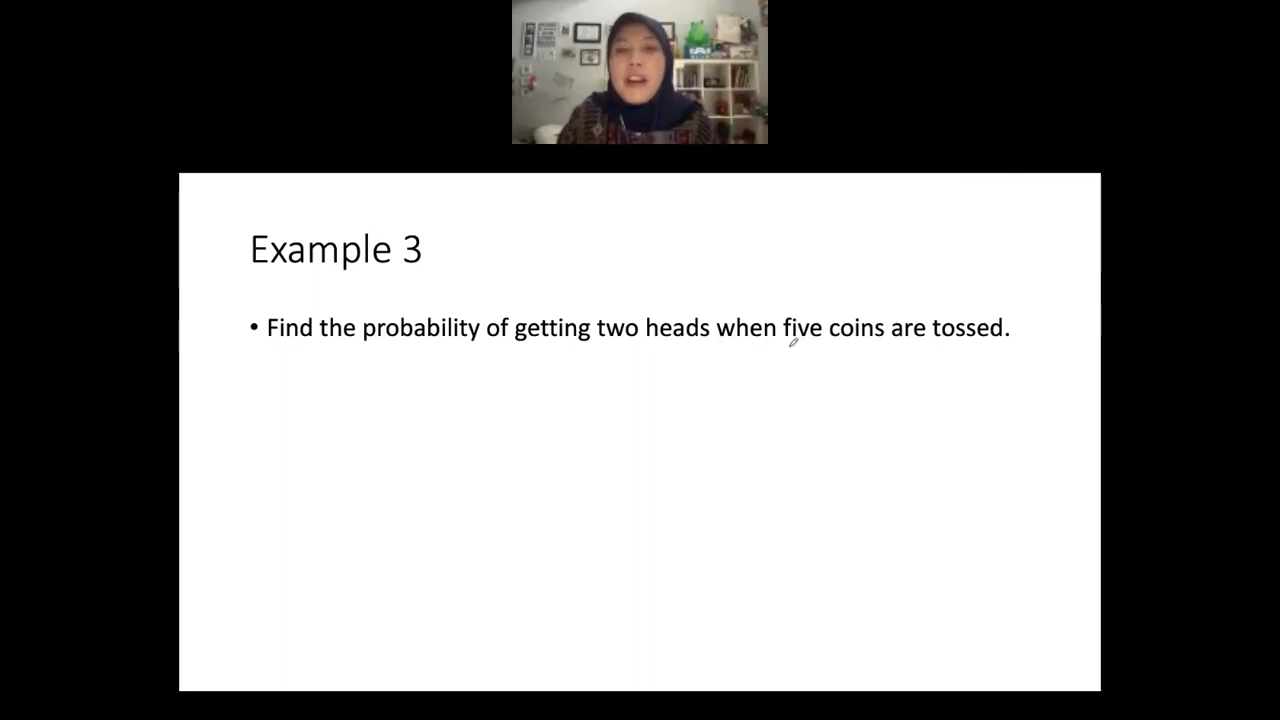 Example 3
• Find the probability of getting two heads when five coins are tossed.